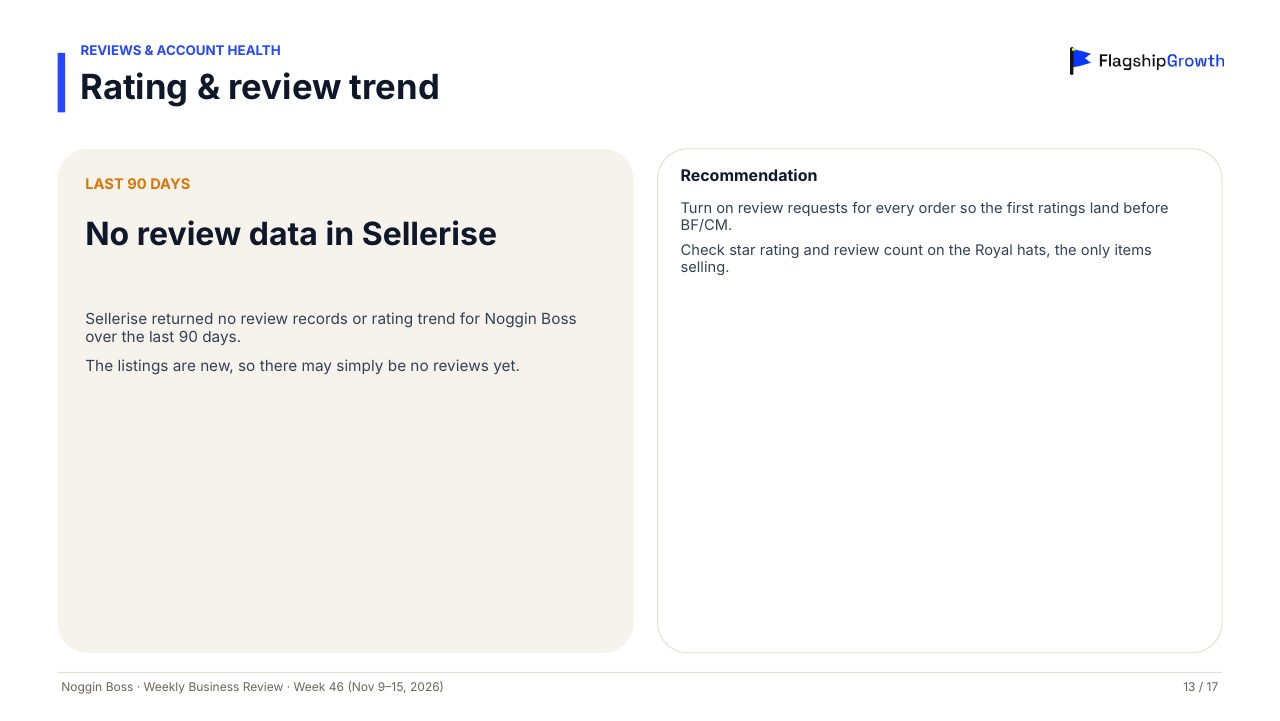 REVIEWS & ACCOUNT HEALTH
Rating & review trend
FlagshipGrowth
LAST 90 DAYS
No review data in Sellerise
Sellerise returned no review records or rating trend for Noggin Boss
over the last 90 days.
The listings are new, so there may simply be no reviews yet.
Recommendation
Turn on review requests for every order so the first ratings land before
BF/CM.
Check star rating and review count on the Royal hats, the only items
selling.
Noggin Boss · Weekly Business Review · Week 46 (Nov 9–15, 2026)
13 / 17